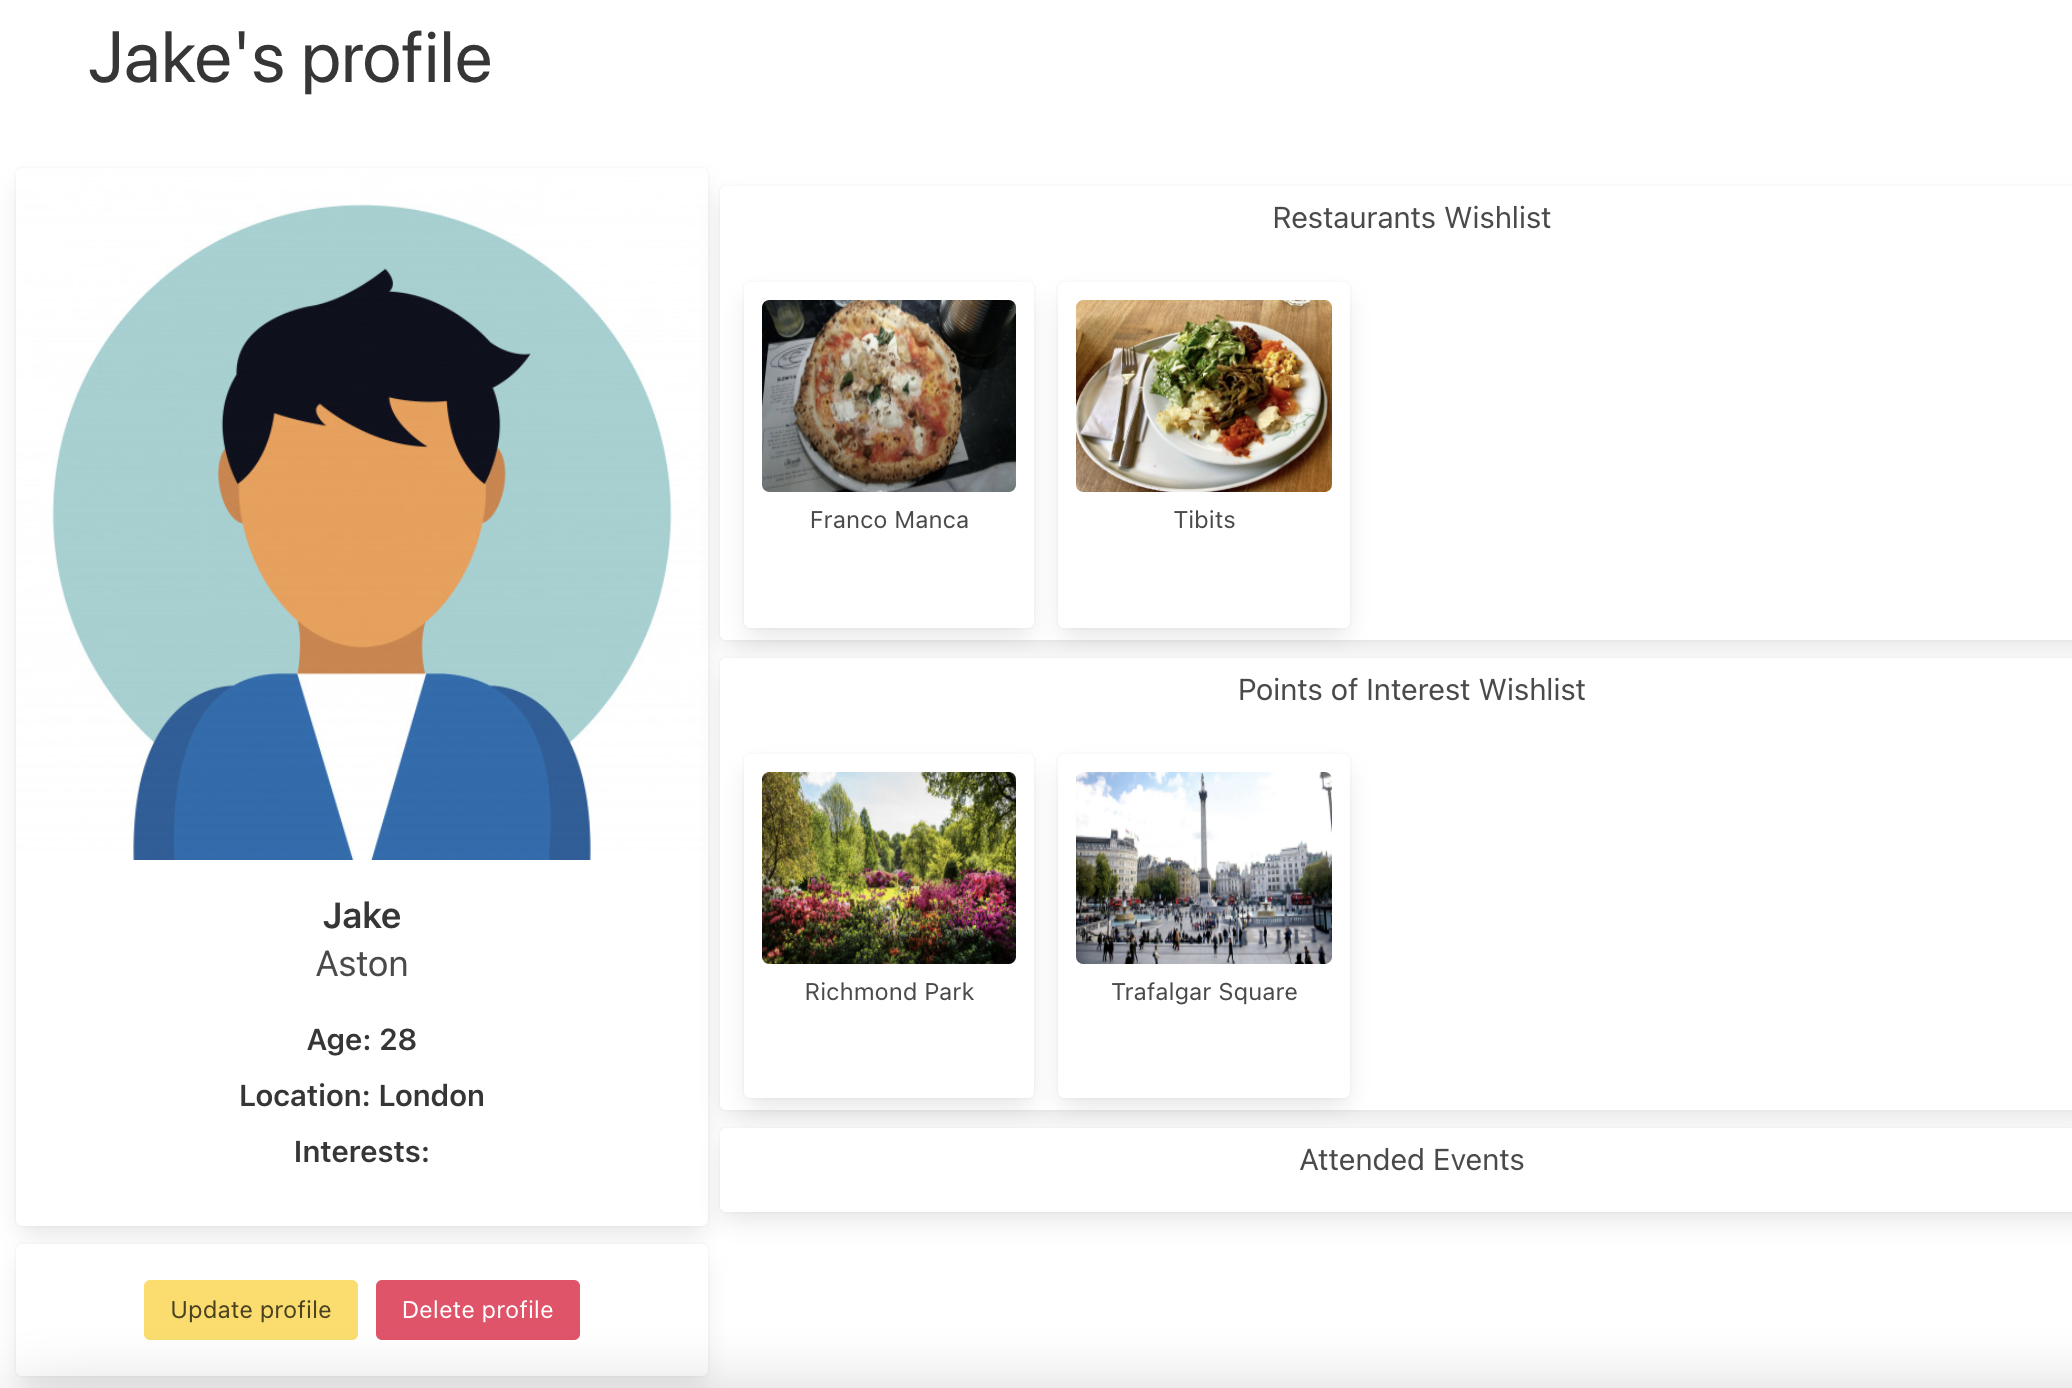 Jake's profile
Jake
Aston
Age: 28
Location: London
Interests:
Update profile
Delete profile
Restaurants Wishlist
Franco Manca
Tibits
Points of Interest Wishlist
Richmond Park
Trafalgar Square
Attended Events